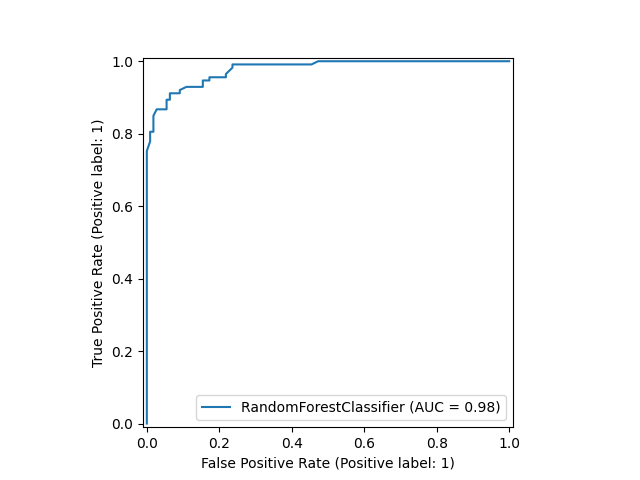 1.0
0.8
0.6
0.4
0.2
0.0
True Positive Rate (Positive label: 1)
RandomForestClassifier (AUC = 0.98)
0.0 0.2 0.4 0.6 0.8 1.0
False Positive Rate (Positive label: 1)